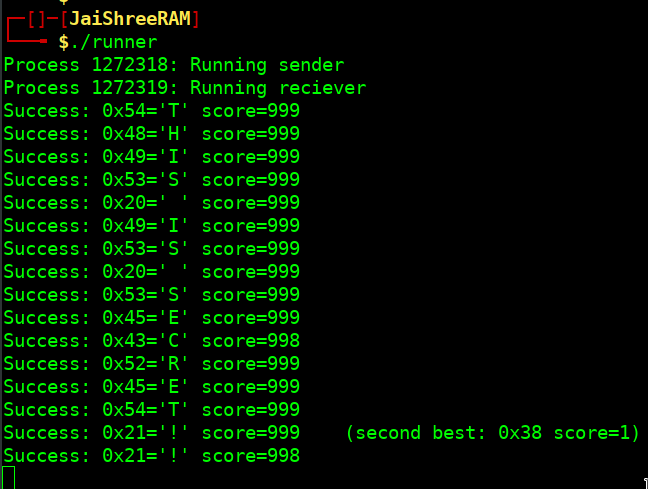 []-[JaiShreeRAM]
$./runner
Process 1272318: Running sender
Process 1272319: Running reciever
Success: 0x54='T' score=999
Success: 0x48='H' score=999
Success: 0x49='I' score=999
Success: 0x53='S' score=999
Success: 0x20=' ' score=999
Success: 0x49='I' score=999
Success: 0x53='S' score=999
Success: 0x20=' ' score=999
Success: 0x53='S' score=999
Success: 0x45='E' score=999
Success: 0x43='C' score=998
Success: 0x52='R' score=999
Success: 0x45='E' score=999
Success: 0x54='T' score=999
Success: 0x21='!' score=999    (second best: 0x38 score=1)
Success: 0x21='!' score=998